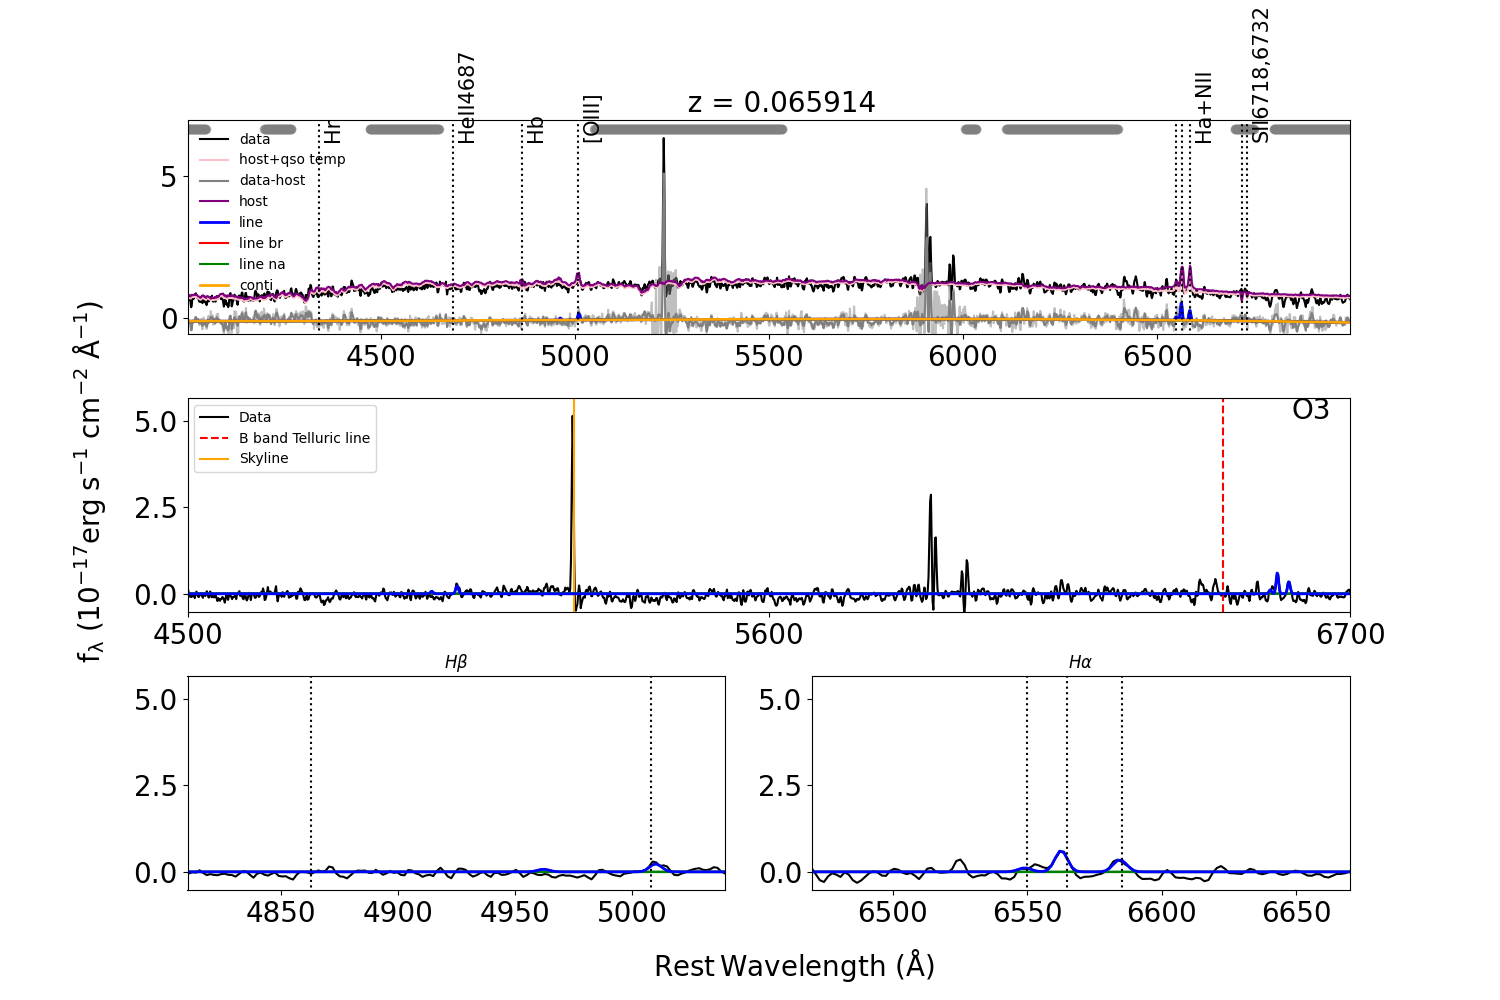 z = 0.065914
Hr
HeII4687
Hb
[OIII]
Ha+NII
SII6718,6732
data
host+qso temp
data-host
host
line
line br
line na
conti
5
0
4500
5000
5500
6000
6500
f_λ (10^−17 erg s^−1 cm^−2 Å^−1)
O3
Data
B band Telluric line
Skyline
5.0
2.5
0.0
4500
5600
6700
Hβ
5.0
2.5
0.0
4850
4900
4950
5000
Hα
5.0
2.5
0.0
6500
6550
6600
6650
Rest Wavelength (Å)